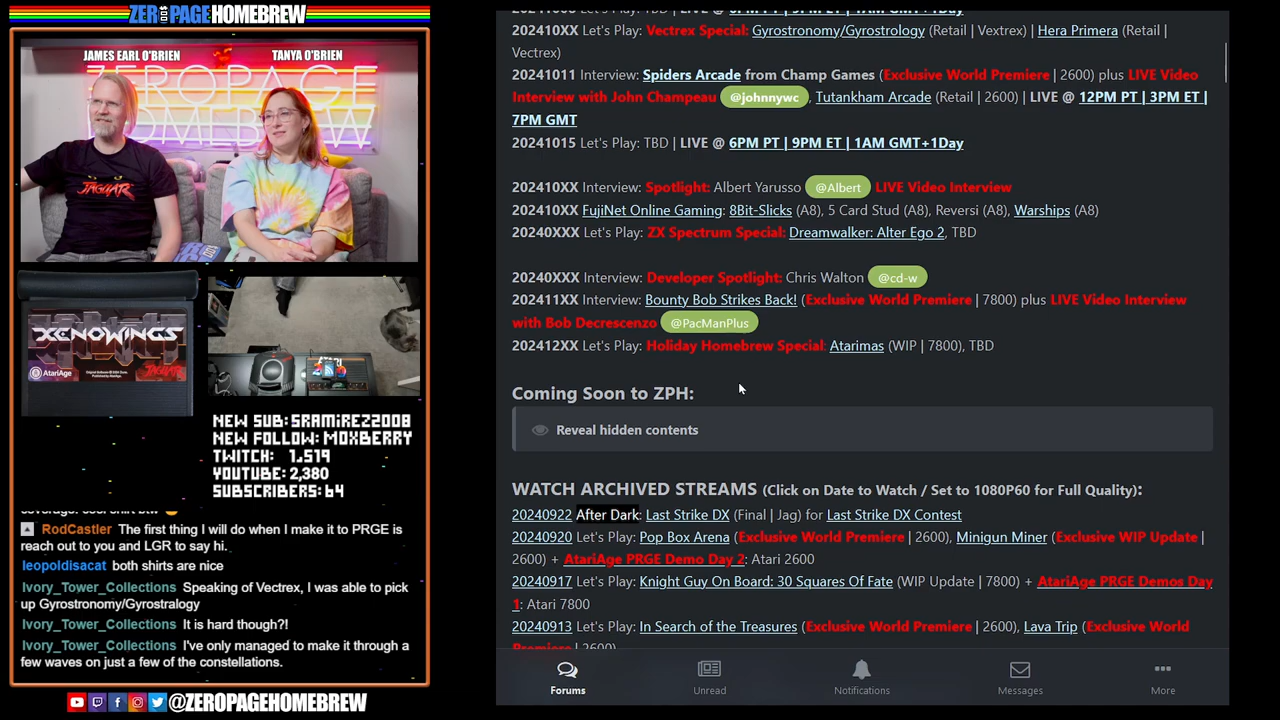 ZEROPAGEHOMEBREW
JAMES EARL O'BRIEN
TANYA O'BRIEN
ZEROPAGE
HOMEBREW
JAGUAR
XENOWINGS
AtariAge
JAGUAR
NEW SUB: SRAMIREZ2008
NEW FOLLOW: MOXBERRY
TWITCH: 1,519
YOUTUBE: 2,380
SUBSCRIBERS: 64
RodCastler The first thing I will do when I make it to PRGE is
reach out to you and LGR to say hi.
leopoldisacat both shirts are nice
Ivory_Tower_Collections Speaking of Vectrex, I was able to pick
up Gyrostronomy/Gyrostralogy
Ivory_Tower_Collections It is hard though?!
Ivory_Tower_Collections I've only managed to make it through a
few waves on just a few of the constellations.
@ZEROPAGEHOMEBREW
202410XX Let's Play: Vectrex Special: Gyrostronomy/Gyrostrology (Retail | Vextrex) | Hera Primera (Retail |
Vectrex)
20241011 Interview: Spiders Arcade from Champ Games (Exclusive World Premiere | 2600) plus LIVE Video
Interview with John Champeau @johnnywc, Tutankham Arcade (Retail | 2600) | LIVE @ 12PM PT | 3PM ET |
7PM GMT
20241015 Let's Play: TBD | LIVE @ 6PM PT | 9PM ET | 1AM GMT+1Day
202410XX Interview: Spotlight: Albert Yarusso @Albert LIVE Video Interview
202410XX FujiNet Online Gaming: 8Bit-Slicks (A8), 5 Card Stud (A8), Reversi (A8), Warships (A8)
20240XXX Let's Play: ZX Spectrum Special: Dreamwalker: Alter Ego 2, TBD
20240XXX Interview: Developer Spotlight: Chris Walton @cd-w
202411XX Interview: Bounty Bob Strikes Back! (Exclusive World Premiere | 7800) plus LIVE Video Interview
with Bob Decrescenzo @PacManPlus
202412XX Let's Play: Holiday Homebrew Special: Atarimas (WIP | 7800), TBD
Coming Soon to ZPH:
Reveal hidden contents
WATCH ARCHIVED STREAMS (Click on Date to Watch / Set to 1080P60 for Full Quality):
20240922 After Dark: Last Strike DX (Final | Jag) for Last Strike DX Contest
20240920 Let's Play: Pop Box Arena (Exclusive World Premiere | 2600), Minigun Miner (Exclusive WIP Update |
2600) + AtariAge PRGE Demo Day 2: Atari 2600
20240917 Let's Play: Knight Guy On Board: 30 Squares Of Fate (WIP Update | 7800) + AtariAge PRGE Demos Day
1: Atari 7800
20240913 Let's Play: In Search of the Treasures (Exclusive World Premiere | 2600), Lava Trip (Exclusive World
Premiere | 2600)
Forums
Unread
Notifications
Messages
More